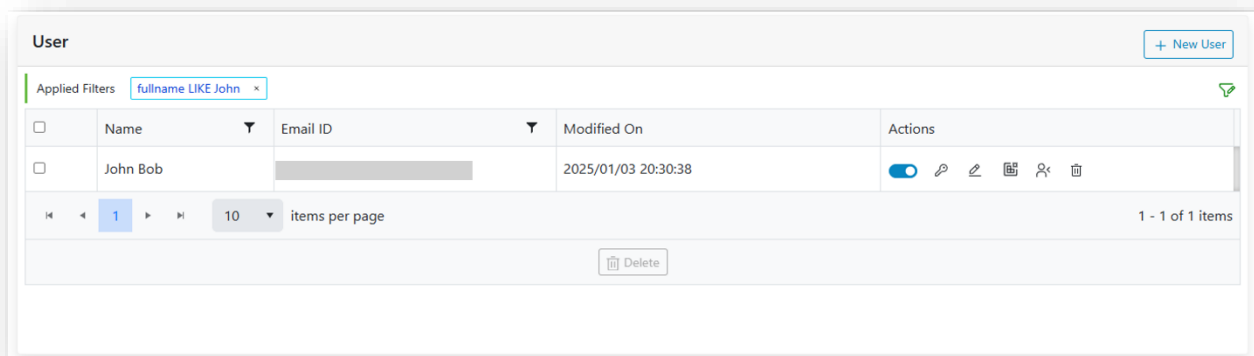 User
+ New User
Applied Filters fullname LIKE John ×
Name Email ID Modified On Actions
John Bob 2025/01/03 20:30:38
1 10 items per page 1 - 1 of 1 items
Delete